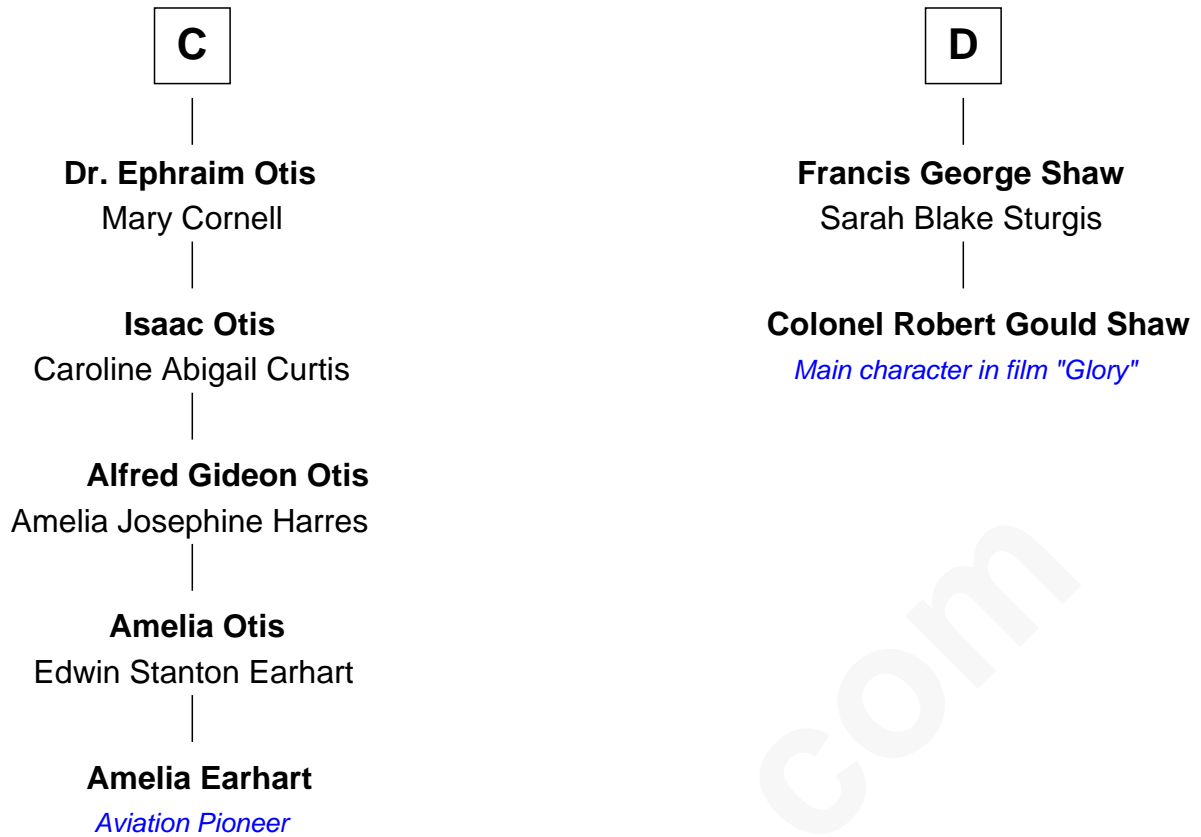 C
Dr. Ephraim Otis
Mary Cornell
Isaac Otis
Caroline Abigail Curtis
Alfred Gideon Otis
Amelia Josephine Harres
Amelia Otis
Edwin Stanton Earhart
Amelia Earhart
Aviation Pioneer
D
Francis George Shaw
Sarah Blake Sturgis
Colonel Robert Gould Shaw
Main character in film "Glory"
com